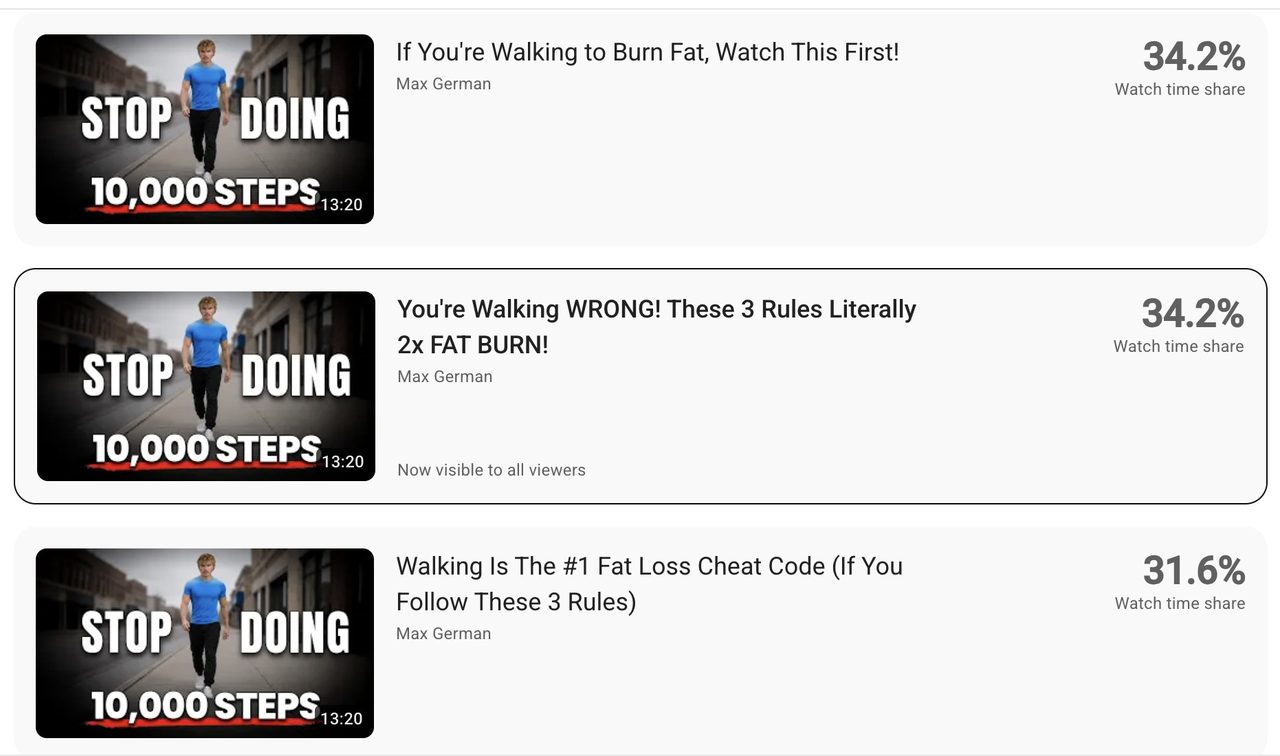 If You're Walking to Burn Fat, Watch This First!
Max German
34.2%
Watch time share
STOP DOING
10,000 STEPS
13:20
You're Walking WRONG! These 3 Rules Literally
2x FAT BURN!
Max German
Now visible to all viewers
34.2%
Watch time share
STOP DOING
10,000 STEPS
13:20
Walking Is The #1 Fat Loss Cheat Code (If You
Follow These 3 Rules)
Max German
31.6%
Watch time share
STOP DOING
10,000 STEPS
13:20